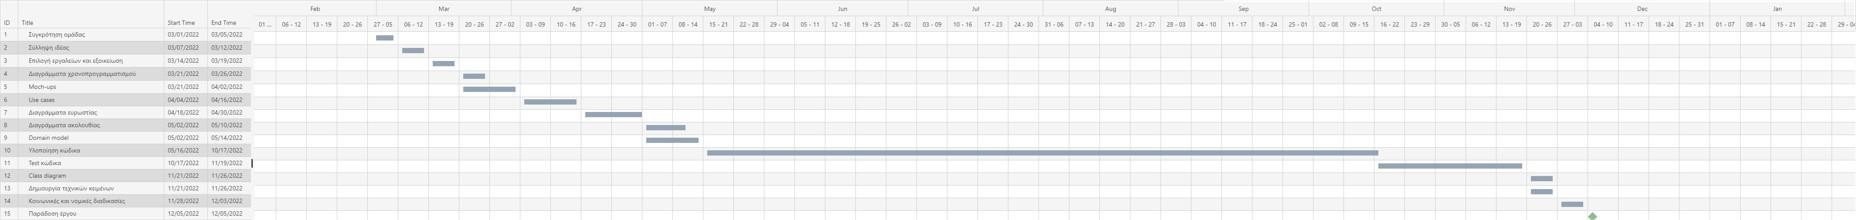 Feb Mar Apr May Jun Jul Aug Sep Oct Nov Dec Jan
ID Title Start Time End Time 01 ... 06 - 12 13 - 19 20 - 26 27 - 05 06 - 12 13 - 19 20 - 26 27 - 02 03 - 09 10 - 16 17 - 23 24 - 30 01 - 07 08 - 14 15 - 21 22 - 28 29 - 04 05 - 11 12 - 18 19 - 25 26 - 02 03 - 09 10 - 16 17 - 23 24 - 30 31 - 06 07 - 13 14 - 20 21 - 27 28 - 03 04 - 10 11 - 17 18 - 24 25 - 01 02 - 08 09 - 15 16 - 22 23 - 29 30 - 05 06 - 12 13 - 19 20 - 26 27 - 03 04 - 10 11 - 17 18 - 24 25 - 31 01 - 07 08 - 14 15 - 21 22 - 28 29 - 04
1 Συγκρότηση ομάδας 03/01/2022 03/05/2022
2 Σύλληψη ιδέας 03/07/2022 03/12/2022
3 Επιλογή εργαλείων και εξοικείωση 03/14/2022 03/19/2022
4 Διαγράμματα χρονοπρογραμματισμού 03/21/2022 03/26/2022
5 Moch-ups 03/21/2022 04/02/2022
6 Use cases 04/04/2022 04/16/2022
7 Διαγράμματα ευρωστίας 04/18/2022 04/30/2022
8 Διαγράμματα ακολουθίας 05/02/2022 05/10/2022
9 Domain model 05/02/2022 05/14/2022
10 Υλοποίηση κώδικα 05/16/2022 10/17/2022
11 Test κώδικα 10/17/2022 11/19/2022
12 Class diagram 11/21/2022 11/26/2022
13 Δημιουργία τεχνικών κειμένων 11/21/2022 11/26/2022
14 Κοινωνικές και νομικές διαδικασίες 11/28/2022 12/03/2022
15 Παράδοση έργου 12/05/2022 12/05/2022